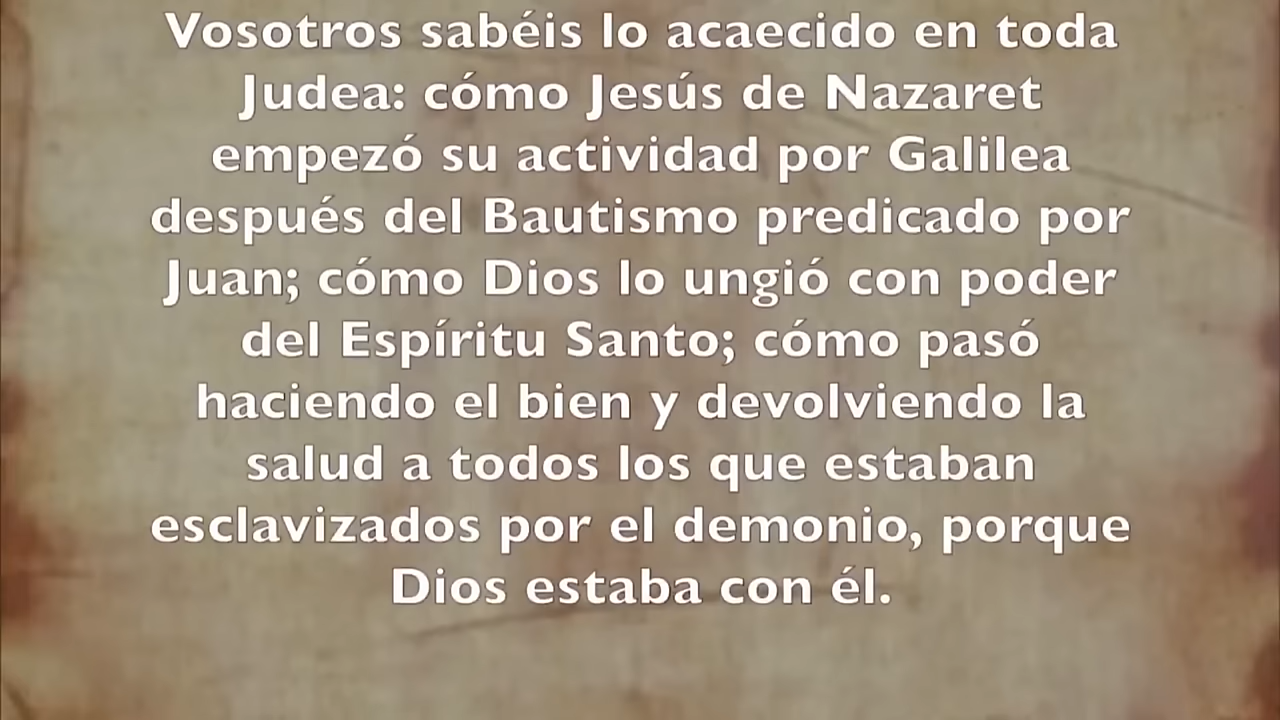 Vosotros sabéis lo acaecido en toda
Judea: cómo Jesús de Nazaret
empezó su actividad por Galilea
después del Bautismo predicado por
Juan; cómo Dios lo ungió con poder
del Espíritu Santo; cómo pasó
haciendo el bien y devolviendo la
salud a todos los que estaban
esclavizados por el demonio, porque
Dios estaba con él.